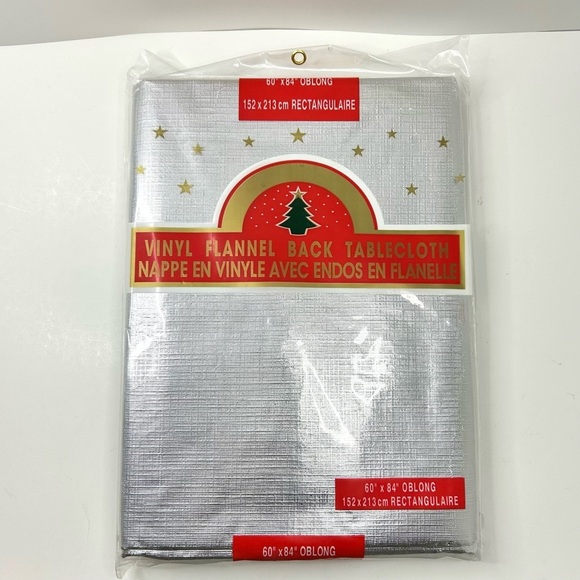 60" x 84" OBLONG
152 x 213 cm RECTANGULAIRE
VINYL FLANNEL BACK TABLECLOTH
NAPPE EN VINYLE AVEC ENDOS EN FLANELLE
60" x 84" OBLONG
152 x 213 cm RECTANGULAIRE
60" x 84" OBLONG